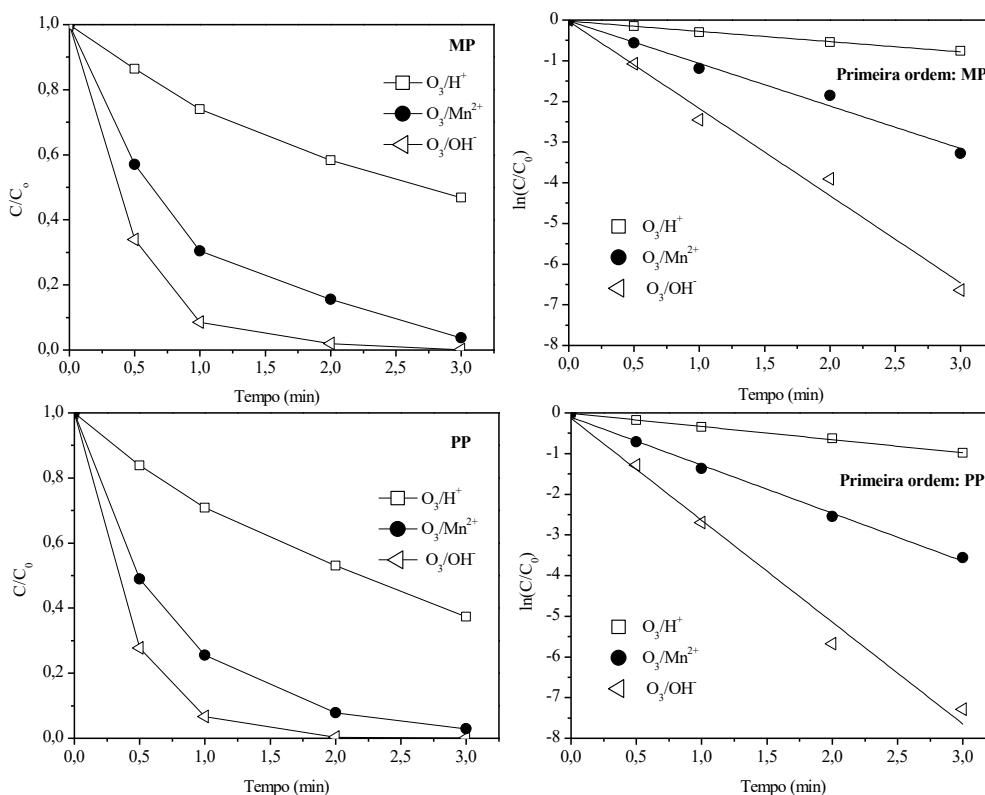 1,0
0,8
0,6
0,4
0,2
0,0
C/C₀
MP
O₃/H⁺
O₃/Mn²⁺
O₃/OH⁻
0,0 0,5 1,0 1,5 2,0 2,5 3,0
Tempo (min)
0
-1
-2
-3
-4
-5
-6
-7
-8
ln(C/C₀)
Primeira ordem: MP
O₃/H⁺
O₃/Mn²⁺
O₃/OH⁻
0,0 0,5 1,0 1,5 2,0 2,5 3,0
Tempo (min)
1,0
0,8
0,6
0,4
0,2
0,0
C/C₀
PP
O₃/H⁺
O₃/Mn²⁺
O₃/OH⁻
0,0 0,5 1,0 1,5 2,0 2,5 3,0
Tempo (min)
0
-1
-2
-3
-4
-5
-6
-7
-8
ln(C/C₀)
Primeira ordem: PP
O₃/H⁺
O₃/Mn²⁺
O₃/OH⁻
0,0 0,5 1,0 1,5 2,0 2,5 3,0
Tempo (min)